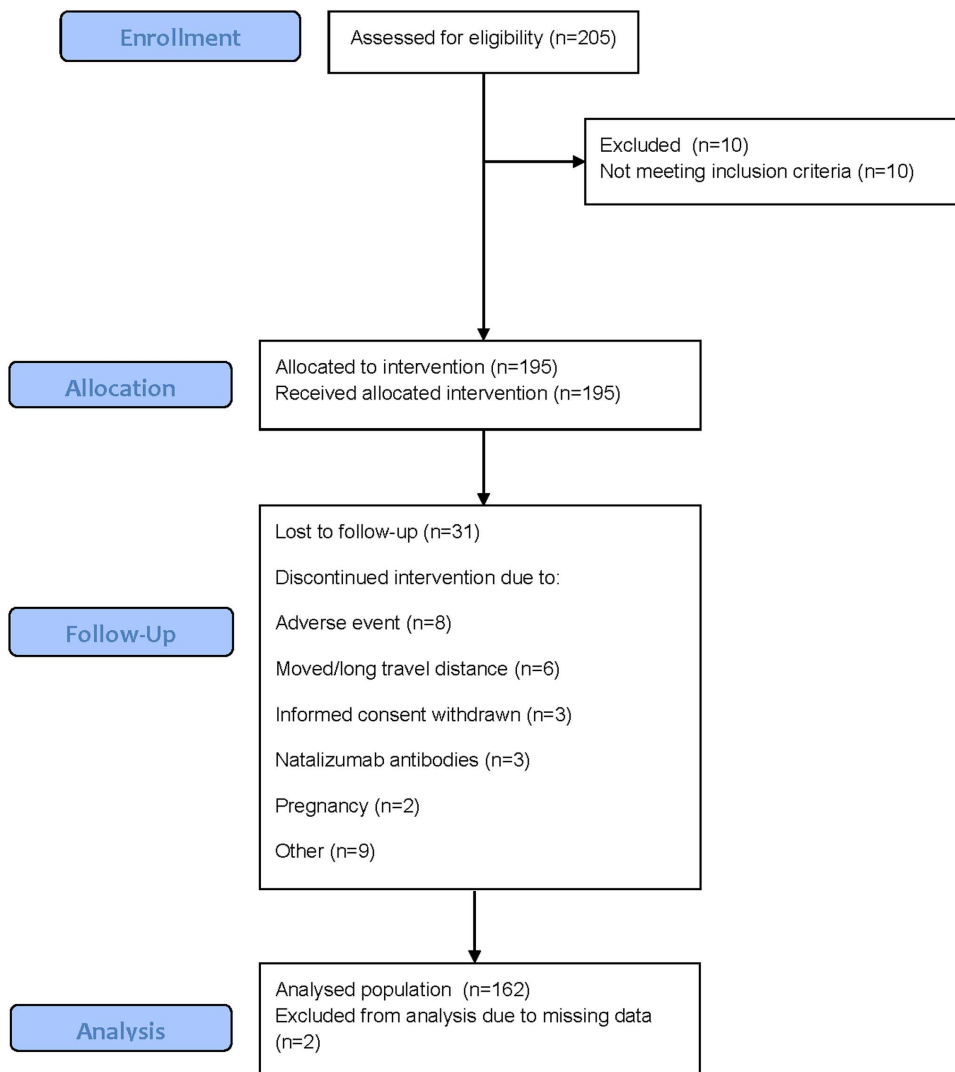 Enrollment
Assessed for eligibility (n=205)
Excluded (n=10)
Not meeting inclusion criteria (n=10)
Allocation
Allocated to intervention (n=195)
Received allocated intervention (n=195)
Follow-Up
Lost to follow-up (n=31)
Discontinued intervention due to:
Adverse event (n=8)
Moved/long travel distance (n=6)
Informed consent withdrawn (n=3)
Natalizumab antibodies (n=3)
Pregnancy (n=2)
Other (n=9)
Analysis
Analysed population (n=162)
Excluded from analysis due to missing data
(n=2)